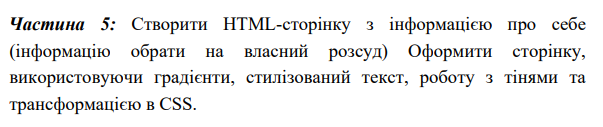 Частина 5: Створити HTML-сторінку з інформацією про себе
(інформацію обрати на власний розсуд) Оформити сторінку,
використовуючи градієнти, стилізований текст, роботу з тінями та
трансформацією в CSS.